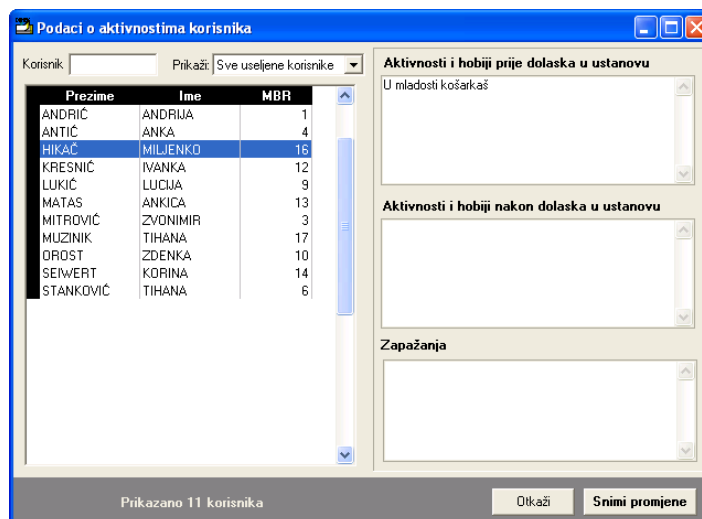 Podaci o aktivnostima korisnika
Korisnik Prikaži: Sve useljene korisnike
Prezime Ime MBR
ANDRIĆ ANDRIJA 1
ANTIĆ ANKA 4
HIKAČ MILJENKO 16
KRESNIĆ IVANKA 12
LUKIĆ LUCIJA 9
MATAS ANKICA 13
MITROVIĆ ZVONIMIR 3
MUZINIK TIHANA 17
OROST ZDENKA 10
SEIWERT KORINA 14
STANKOVIĆ TIHANA 6
Prikazano 11 korisnika
Aktivnosti i hobiji prije dolaska u ustanovu
U mladosti košarkaš
Aktivnosti i hobiji nakon dolaska u ustanovu
Zapažanja
Otkaži Snimi promjene